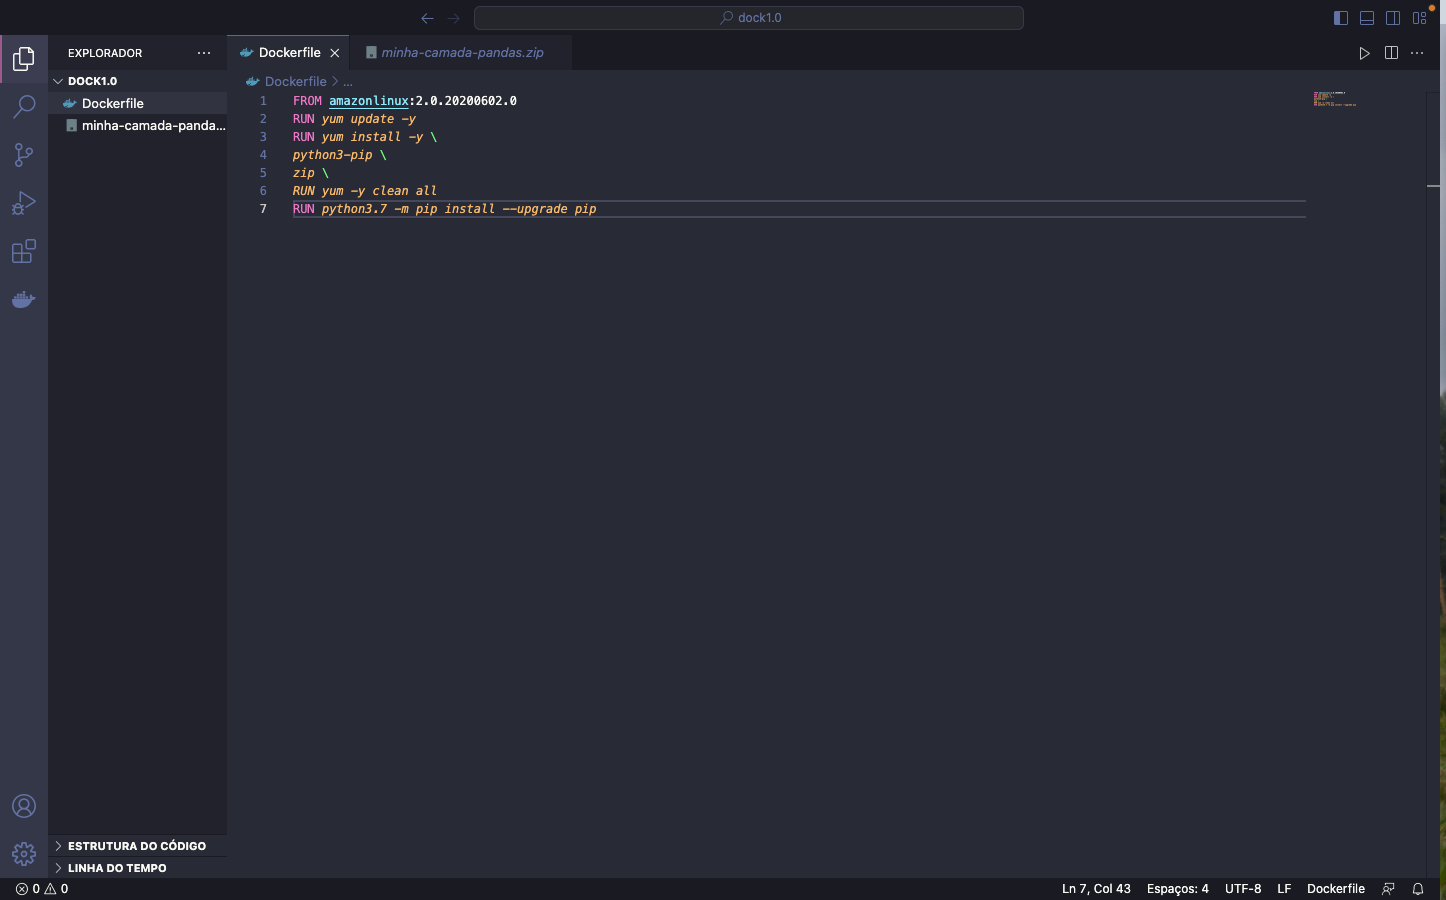 dock1.0
EXPLORADOR
DOCK1.0
Dockerfile
minha-camada-panda...
ESTRUTURA DO CÓDIGO
LINHA DO TEMPO
Dockerfile
minha-camada-pandas.zip
Dockerfile > ...
1 FROM amazonlinux:2.0.20200602.0
2 RUN yum update -y
3 RUN yum install -y \
4 python3-pip \
5 zip \
6 RUN yum -y clean all
7 RUN python3.7 -m pip install --upgrade pip
0 0
Ln 7, Col 43 Espaços: 4 UTF-8 LF Dockerfile